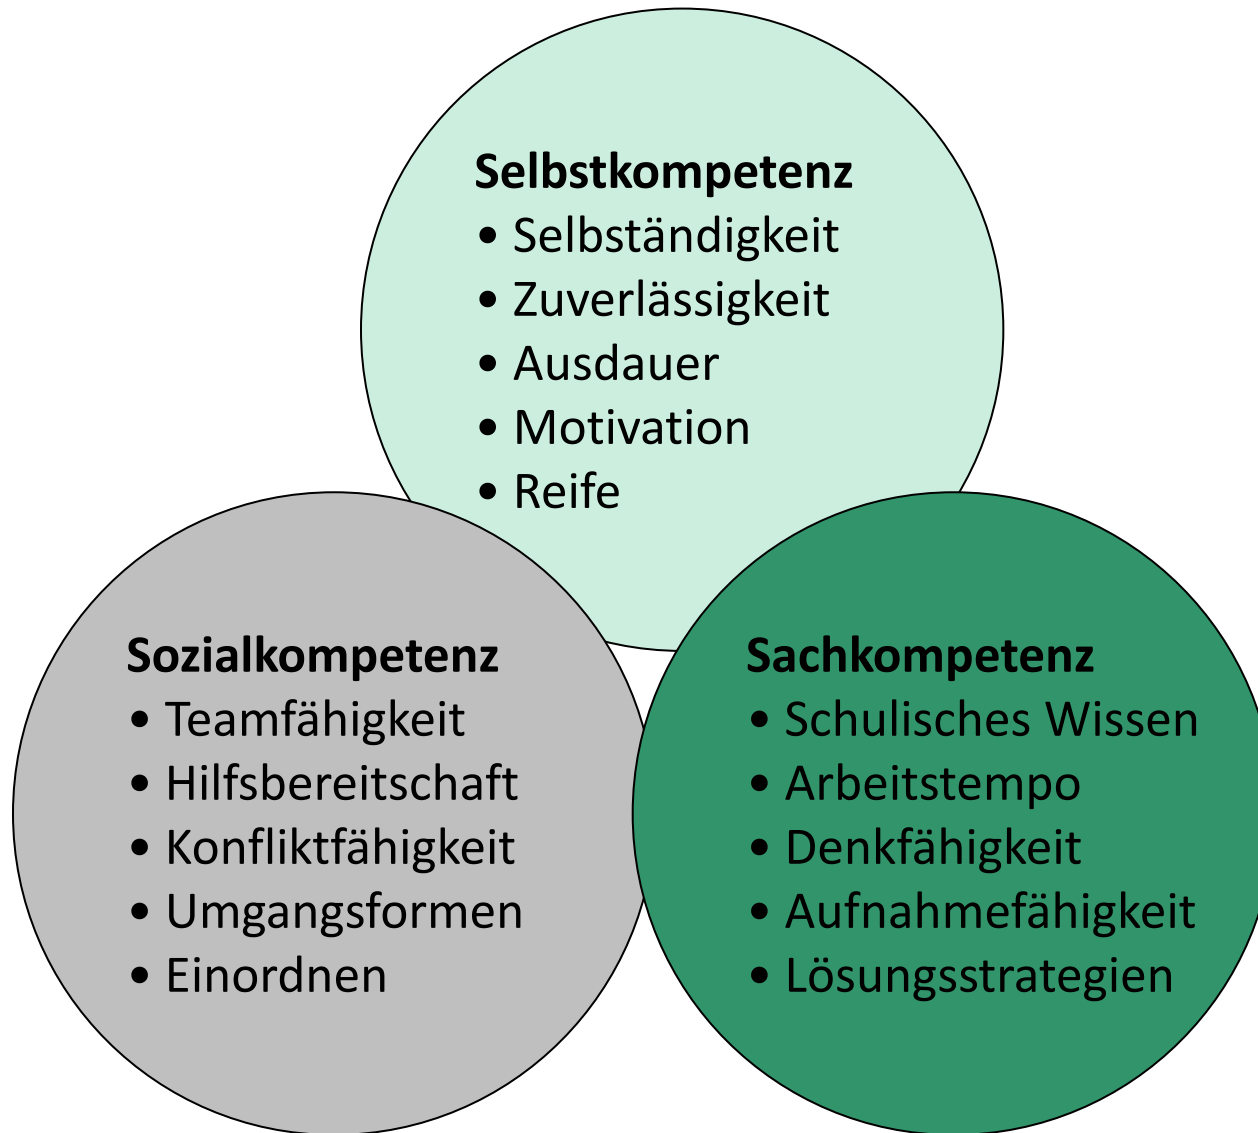 Selbstkompetenz
• Selbständigkeit
• Zuverlässigkeit
• Ausdauer
• Motivation
• Reife
Sozialkompetenz
• Teamfähigkeit
• Hilfsbereitschaft
• Konfliktfähigkeit
• Umgangsformen
• Einordnen
Sachkompetenz
• Schulisches Wissen
• Arbeitstempo
• Denkfähigkeit
• Aufnahmefähigkeit
• Lösungsstrategien